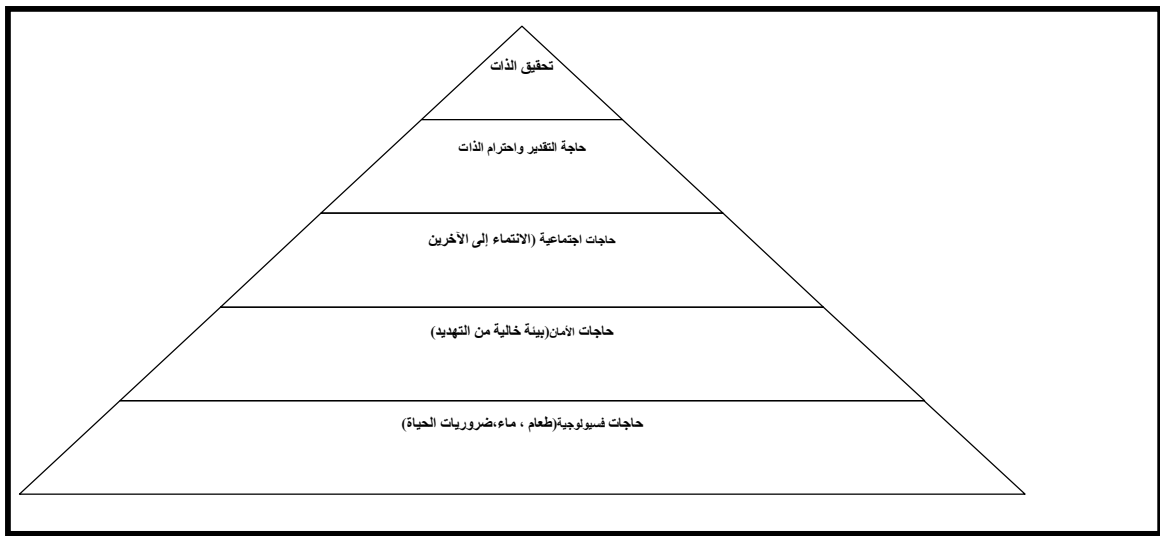 تحقيق الذات
حاجة التقدير واحترام الذات
حاجات اجتماعية (الانتماء إلى الآخرين
حاجات الأمان(بيئة خالية من التهديد)
حاجات فسيولوجية(طعام ، ماء،ضروريات الحياة)